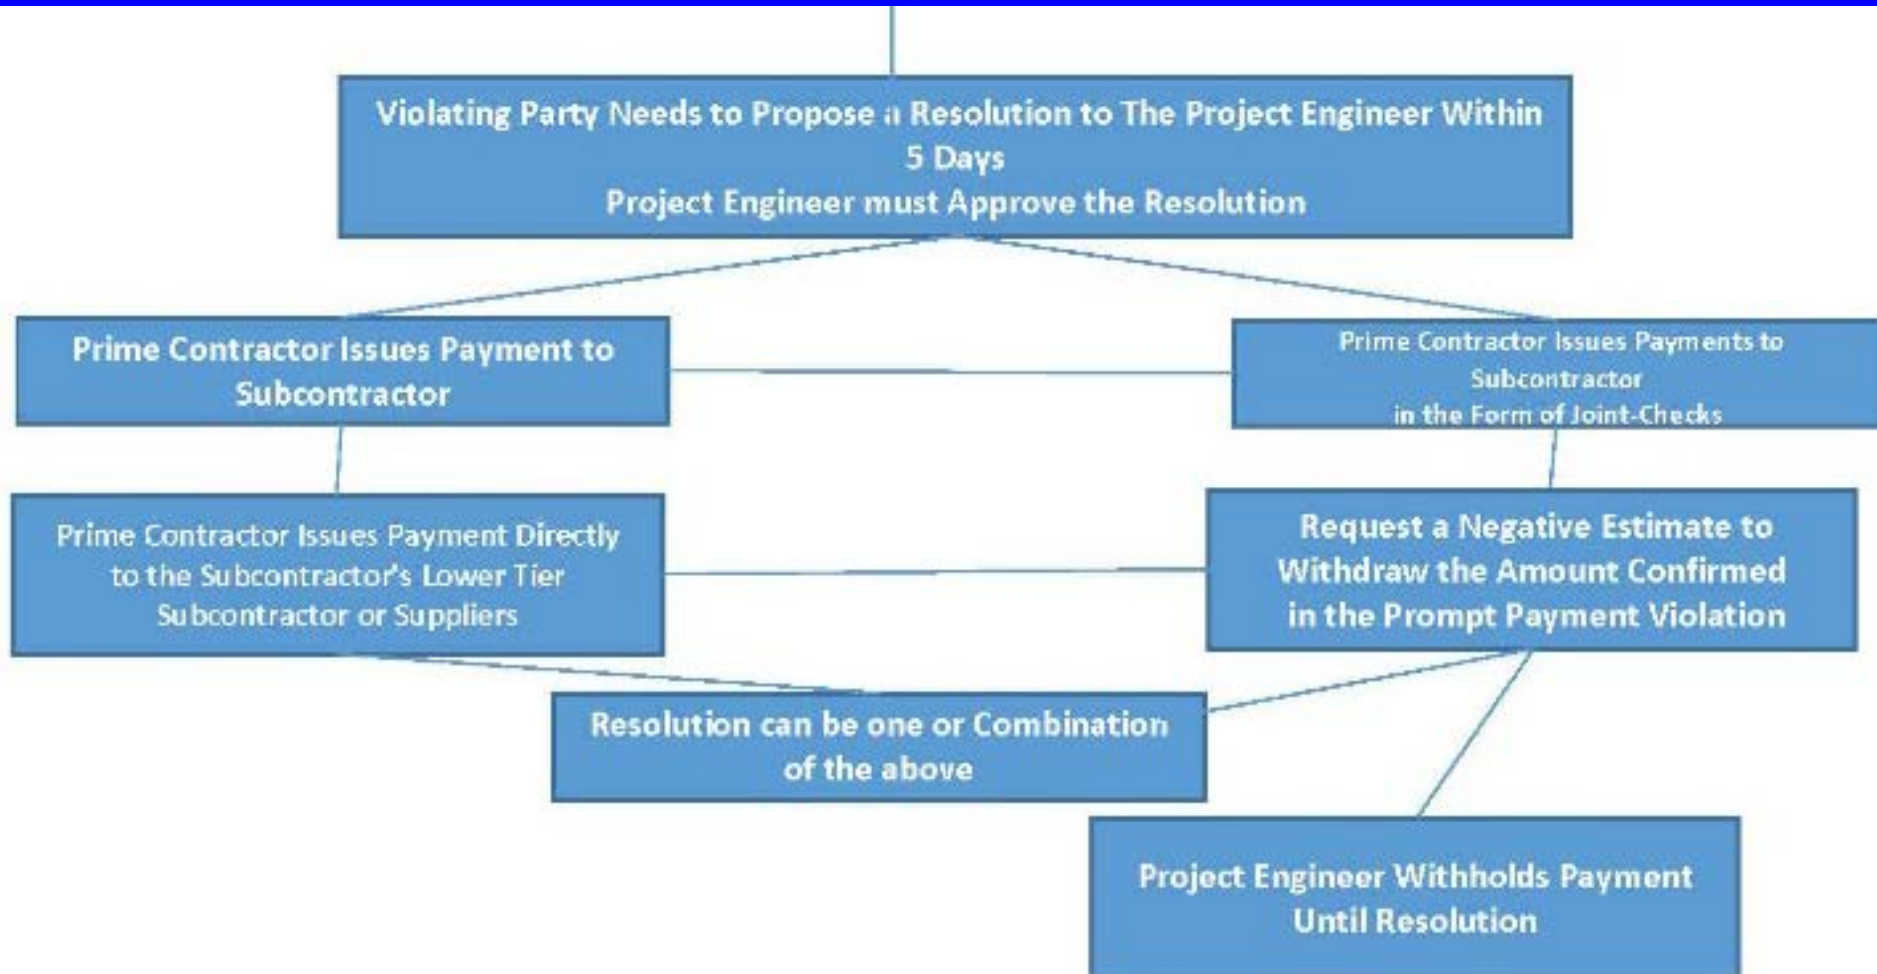 Violating Party Needs to Propose a Resolution to The Project Engineer Within
5 Days
Project Engineer must Approve the Resolution
Prime Contractor Issues Payment to
Subcontractor
Prime Contractor Issues Payments to
Subcontractor
in the Form of Joint-Checks
Prime Contractor Issues Payment Directly
to the Subcontractor's Lower Tier
Subcontractor or Suppliers
Request a Negative Estimate to
Withdraw the Amount Confirmed
in the Prompt Payment Violation
Resolution can be one or Combination
of the above
Project Engineer Withholds Payment
Until Resolution